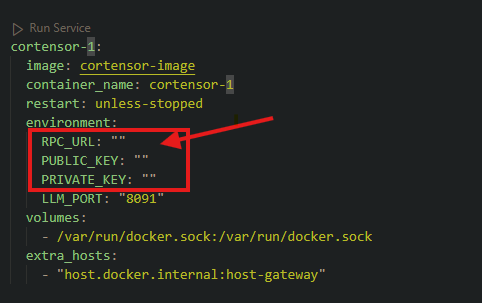 Run Service
cortensor-1:
image: cortensor-image
container_name: cortensor-1
restart: unless-stopped
environment:
RPC_URL: ""
PUBLIC_KEY: ""
PRIVATE_KEY: ""
LLM_PORT: "8091"
volumes:
- /var/run/docker.sock:/var/run/docker.sock
extra_hosts:
- "host.docker.internal:host-gateway"